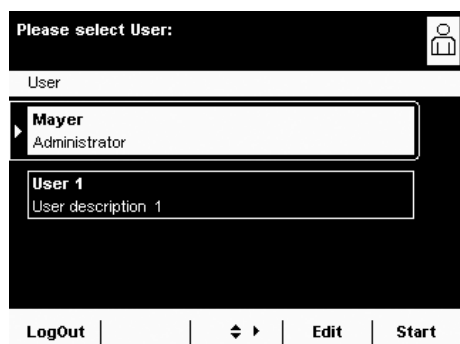 Please select User:
User
Mayer
Administrator
User 1
User description 1
LogOut
Edit
Start